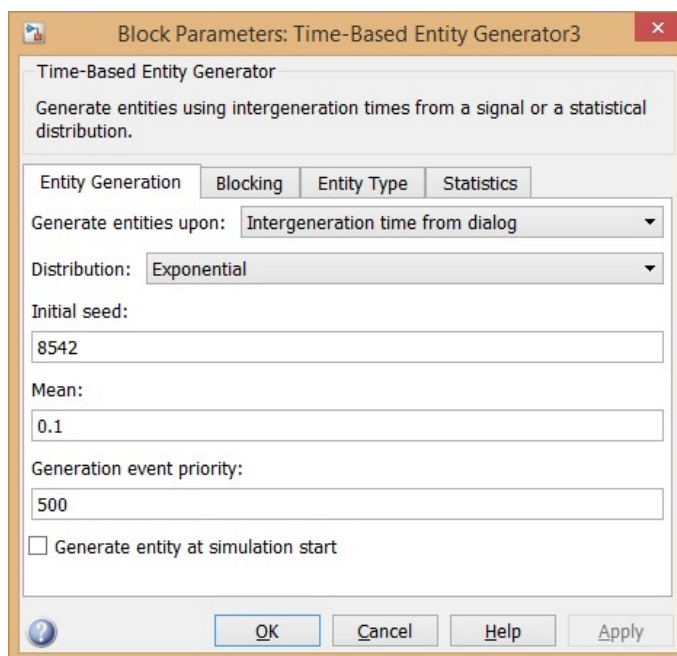 Block Parameters: Time-Based Entity Generator3
Time-Based Entity Generator
Generate entities using intergeneration times from a signal or a statistical
distribution.
Entity Generation Blocking Entity Type Statistics
Generate entities upon: Intergeneration time from dialog
Distribution: Exponential
Initial seed:
8542
Mean:
0.1
Generation event priority:
500
Generate entity at simulation start
OK Cancel Help Apply